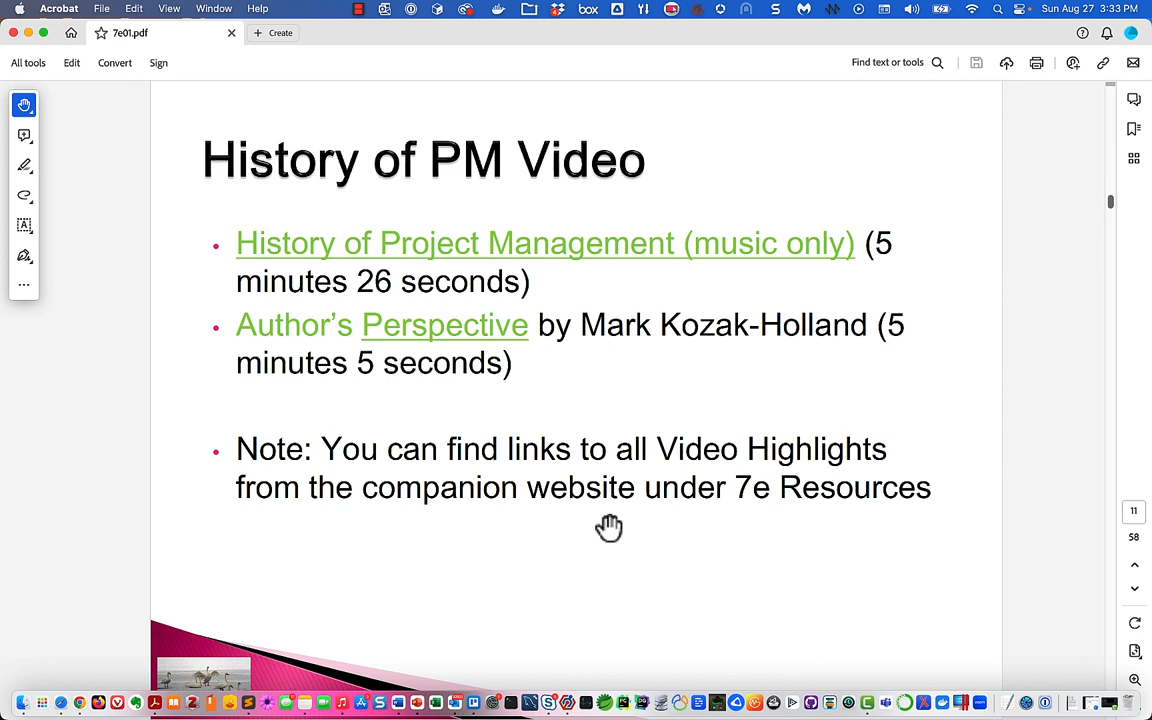 Acrobat File Edit View Window Help box Sun Aug 27 3:33 PM
7e01.pdf + Create
All tools Edit Convert Sign Find text or tools
History of PM Video
• History of Project Management (music only) (5
minutes 26 seconds)
• Author’s Perspective by Mark Kozak-Holland (5
minutes 5 seconds)
• Note: You can find links to all Video Highlights
from the companion website under 7e Resources
11
58